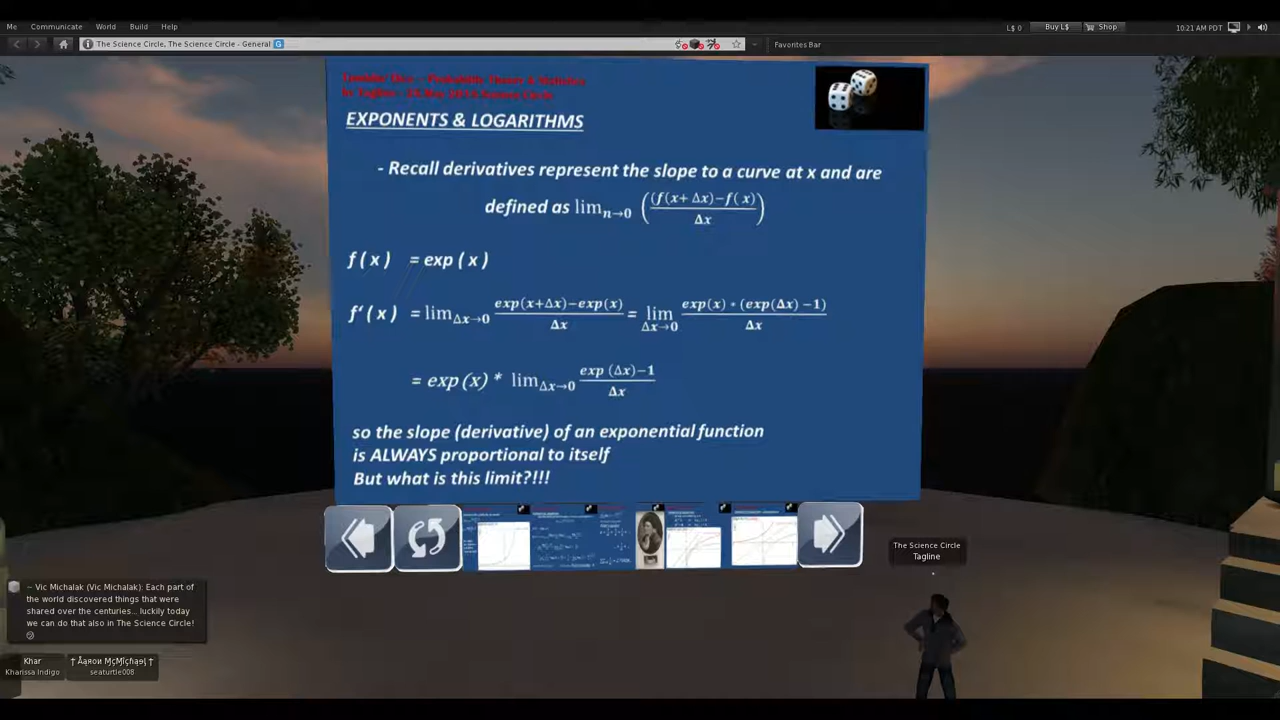 Me Communicate World Build Help
L$ 0 Buy L$ Shop 10:21 AM PDT
The Science Circle, The Science Circle - General G
Favorites Bar
EXPONENTS & LOGARITHMS
- Recall derivatives represent the slope to a curve at x and are
defined as lim n→0 ((f(x+ Δx)−f(x))/Δx)
f ( x ) = exp ( x )
f' ( x ) = lim Δx→0 (exp(x+Δx)−exp(x))/Δx = lim Δx→0 (exp(x) * (exp(Δx) −1))/Δx
= exp (x) * lim Δx→0 (exp (Δx)−1)/Δx
so the slope (derivative) of an exponential function
is ALWAYS proportional to itself
But what is this limit?!!!
The Science Circle
Tagline
-- Vic Michalak (Vic Michalak): Each part of
the world discovered things that were
shared over the centuries... luckily today
we can do that also in The Science Circle!
Khar
Kharissa Indigo
seaturtle008